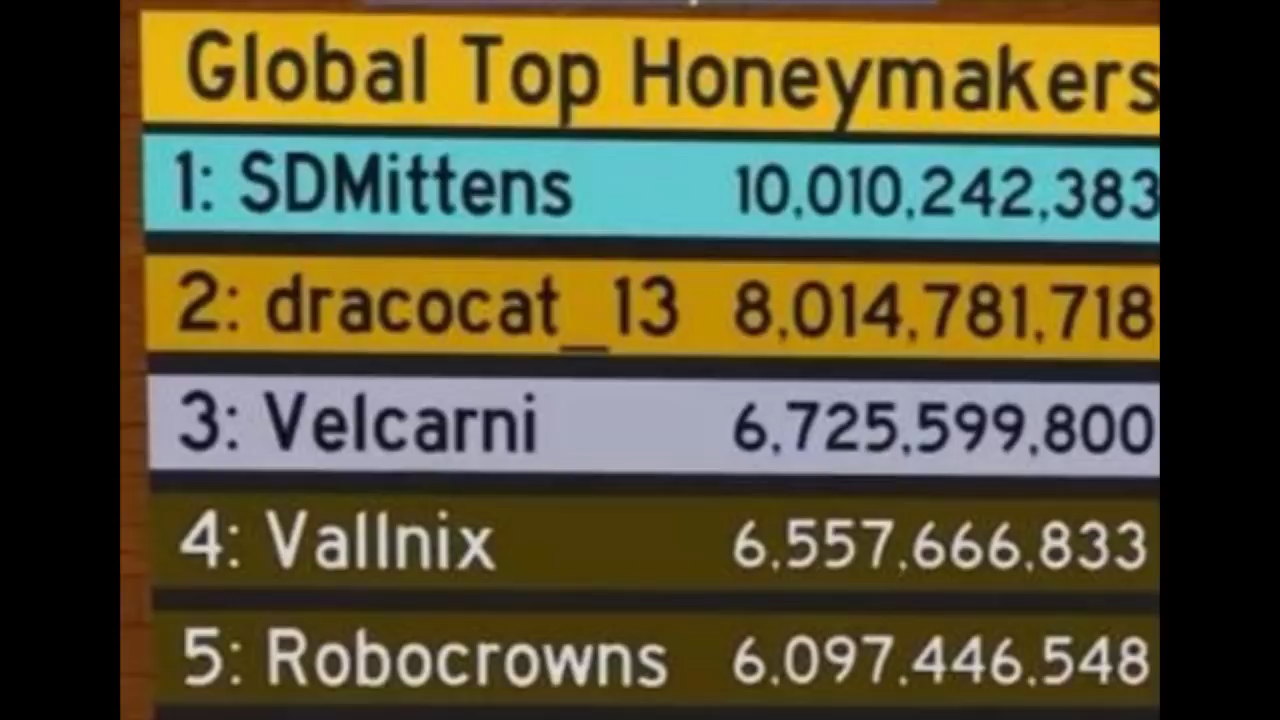 Global Top Honeymakers
1: SDMittens 10,010,242,383
2: dracocat_13 8,014,781,718
3: Velcarni 6,725,599,800
4: Vallnix 6,557,666,833
5: Robocrowns 6,097,446,548